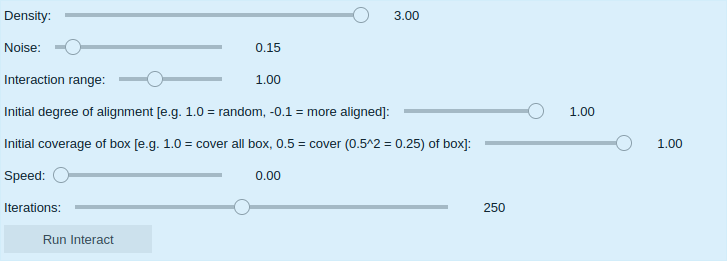 Density: 3.00
Noise: 0.15
Interaction range: 1.00
Initial degree of alignment [e.g. 1.0 = random, -0.1 = more aligned]: 1.00
Initial coverage of box [e.g. 1.0 = cover all box, 0.5 = cover (0.5^2 = 0.25) of box]: 1.00
Speed: 0.00
Iterations: 250
Run Interact